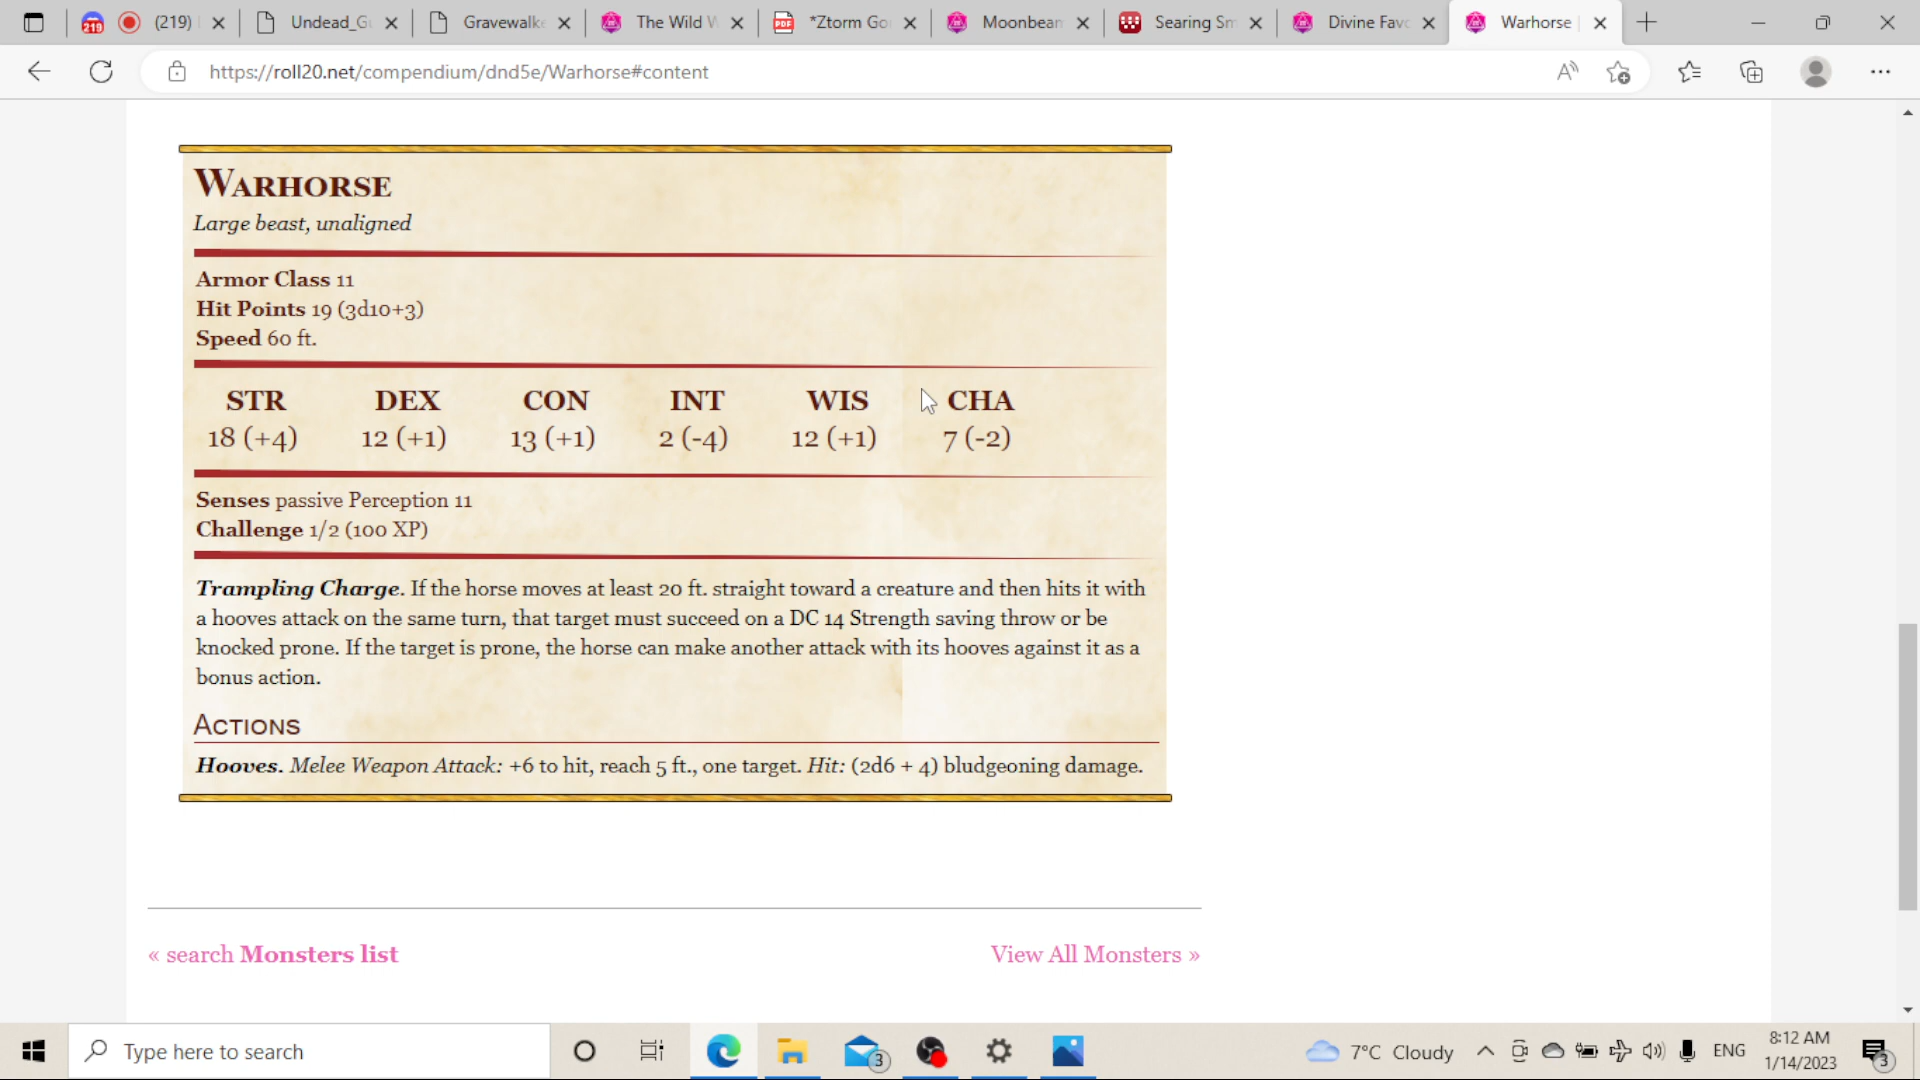 219
(219)
Undead_G
Gravewalke
The Wild W
PDF
*Ztorm Go
Moonbean
Searing Sm
Divine Favo
Warhorse |
https://roll20.net/compendium/dnd5e/Warhorse#content
WARHORSE
Large beast, unaligned
Armor Class 11
Hit Points 19 (3d10+3)
Speed 60 ft.
STR DEX CON INT WIS CHA
18 (+4) 12 (+1) 13 (+1) 2 (-4) 12 (+1) 7 (-2)
Senses passive Perception 11
Challenge 1/2 (100 XP)
Trampling Charge. If the horse moves at least 20 ft. straight toward a creature and then hits it with
a hooves attack on the same turn, that target must succeed on a DC 14 Strength saving throw or be
knocked prone. If the target is prone, the horse can make another attack with its hooves against it as a
bonus action.
ACTIONS
Hooves. Melee Weapon Attack: +6 to hit, reach 5 ft., one target. Hit: (2d6 + 4) bludgeoning damage.
« search Monsters list
View All Monsters »
Type here to search
3
7°C Cloudy
ENG
8:12 AM
1/14/2023
3